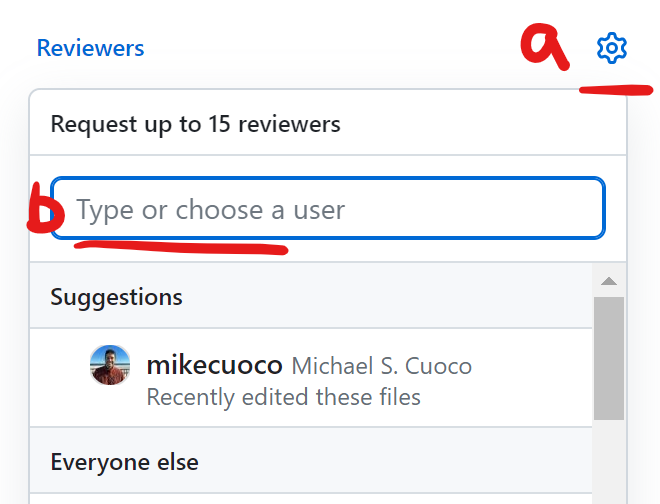 Reviewers a
Request up to 15 reviewers
b Type or choose a user
Suggestions
mikecuoco Michael S. Cuoco
Recently edited these files
Everyone else